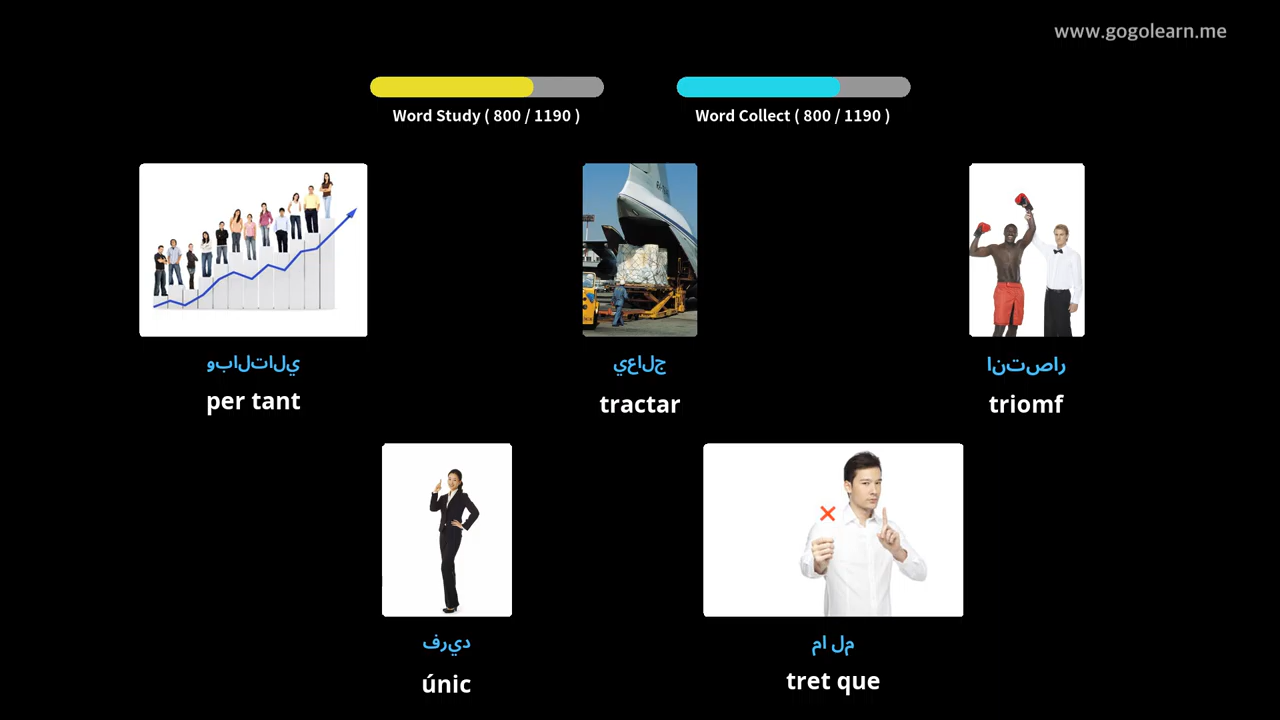 www.gogolearn.me
Word Study ( 800 / 1190 )
Word Collect ( 800 / 1190 )
وبالتالي
per tant
يعالج
tractar
انتصار
triomf
فريد
únic
ما لم
tret que